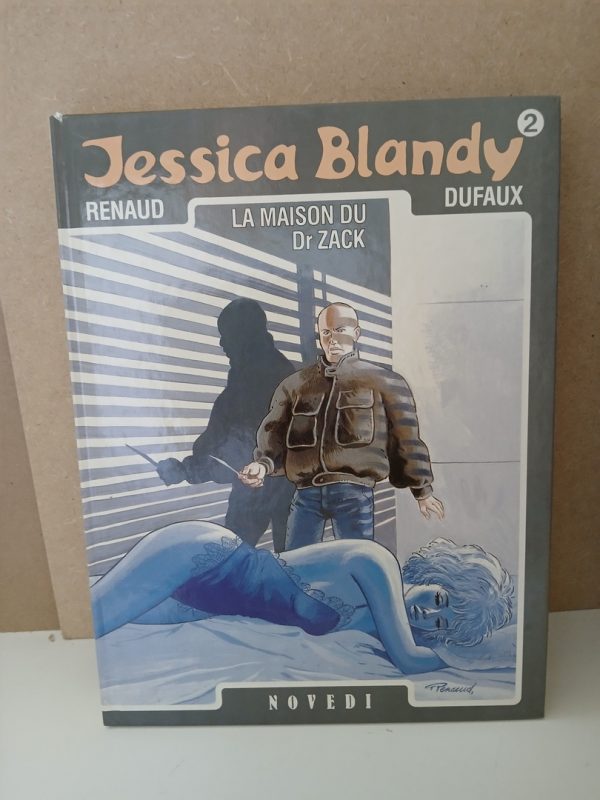 Jessica Blandy
2
RENAUD
DUFAUX
LA MAISON DU
Dr ZACK
Renaud.
NOVEDI